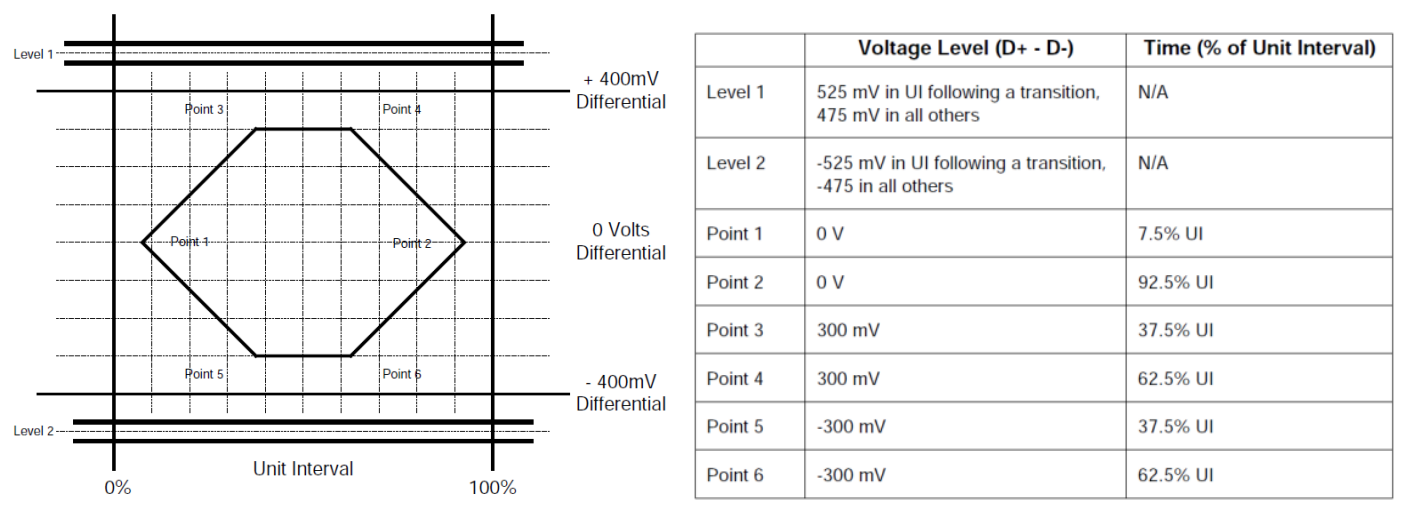 Level 1
+ 400mV
Differential
Point 3
Point 4
0 Volts
Differential
Point 1
Point 2
Point 5
Point 6
- 400mV
Differential
Level 2
Unit Interval
0%
100%
Voltage Level (D+ - D-) Time (% of Unit Interval)
Level 1 525 mV in UI following a transition, N/A
475 mV in all others
Level 2 -525 mV in UI following a transition, N/A
-475 in all others
Point 1 0 V 7.5% UI
Point 2 0 V 92.5% UI
Point 3 300 mV 37.5% UI
Point 4 300 mV 62.5% UI
Point 5 -300 mV 37.5% UI
Point 6 -300 mV 62.5% UI